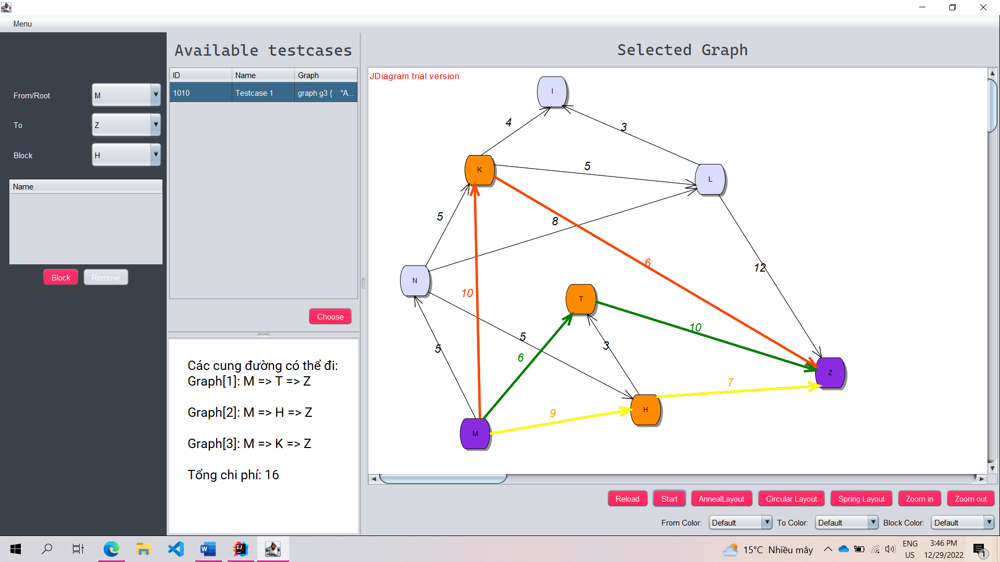 Menu
Available testcases
Selected Graph
ID Name Graph
1010 Testcase 1 graph g3 { "A...
From/Root M
To Z
Block H
Name
Block Remove
Choose
Các cung đường có thể đi:
Graph[1]: M => T => Z
Graph[2]: M => H => Z
Graph[3]: M => K => Z
Tổng chi phí: 16
JDiagram trial version
I
4
3
K
5
L
5
8
6
12
N
10
T
5
10
5
3
6
Z
7
9
H
M
Reload Start AnnealLayout Circular Layout Spring Layout Zoom in Zoom out
From Color: Default To Color: Default Block Color: Default
15°C Nhiều mây
ENG
US
3:46 PM
12/29/2022
1